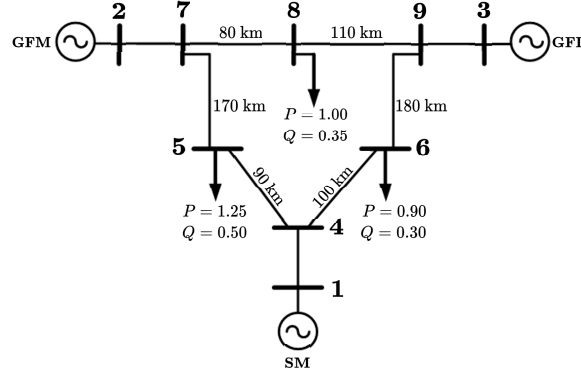 2 7 8 9 3
80 km 110 km
GFM GFL
170 km 180 km
P = 1.00
Q = 0.35
5 6
90 km 100 km
P = 1.25 P = 0.90
Q = 0.50 4 Q = 0.30
1
SM